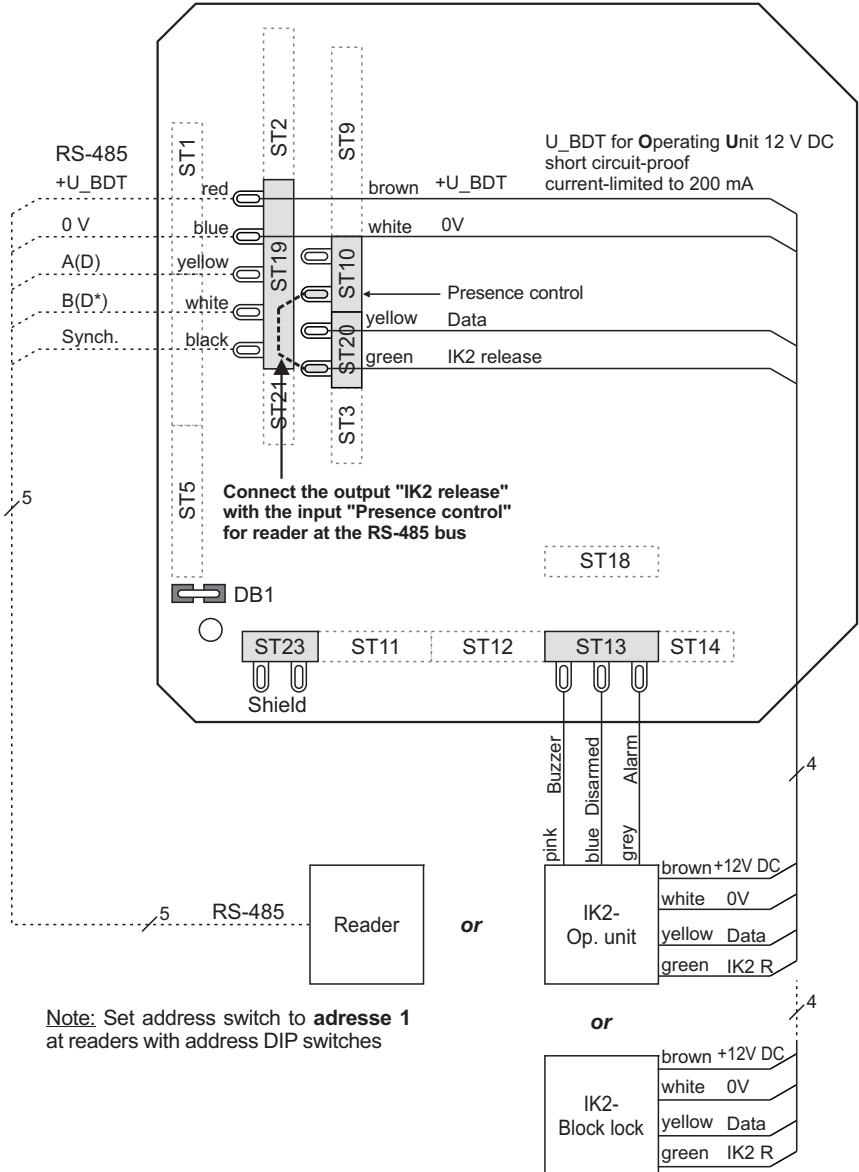 ST2
ST9
ST1
U_BDT for Operating Unit 12 V DC
short circuit-proof
current-limited to 200 mA
RS-485
+U_BDT
red
brown +U_BDT
0 V
blue
white 0V
ST19
ST10
A(D)
yellow
Presence control
B(D*)
white
yellow Data
Synch.
black
ST20
green IK2 release
ST21
ST3
5
ST5
Connect the output "IK2 release"
with the input "Presence control"
for reader at the RS-485 bus
ST18
DB1
ST23
ST11
ST12
ST13
ST14
Shield
Buzzer
Disarmed
Alarm
4
pink
blue
grey
5
RS-485
Reader
or
IK2-
Op. unit
brown +12V DC
white 0V
yellow Data
green IK2 R
Note: Set address switch to adresse 1
at readers with address DIP switches
or
4
IK2-
Block lock
brown +12V DC
white 0V
yellow Data
green IK2 R